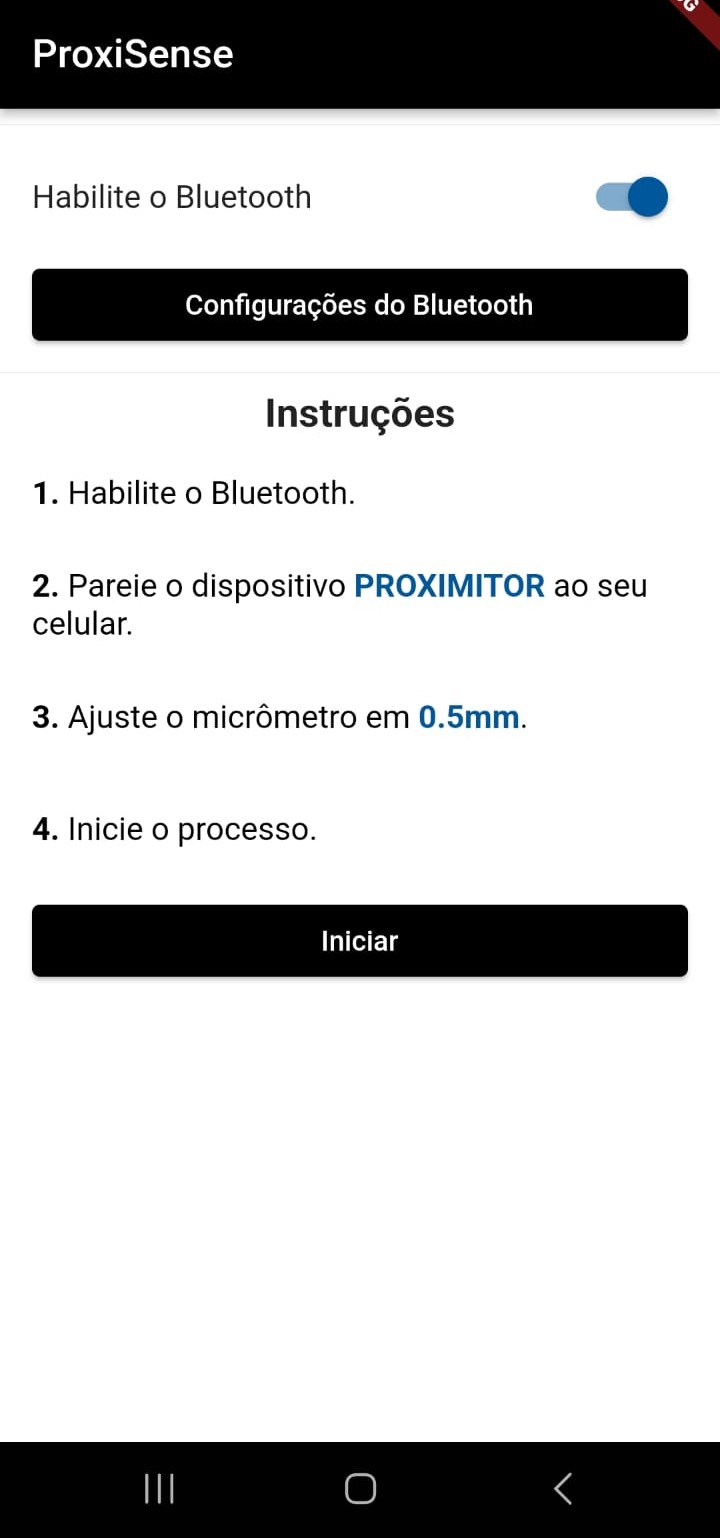 ProxiSense
Habilite o Bluetooth
Configurações do Bluetooth
Instruções
1. Habilite o Bluetooth.
2. Pareie o dispositivo PROXIMITOR ao seu
celular.
3. Ajuste o micrômetro em 0.5mm.
4. Inicie o processo.
Iniciar